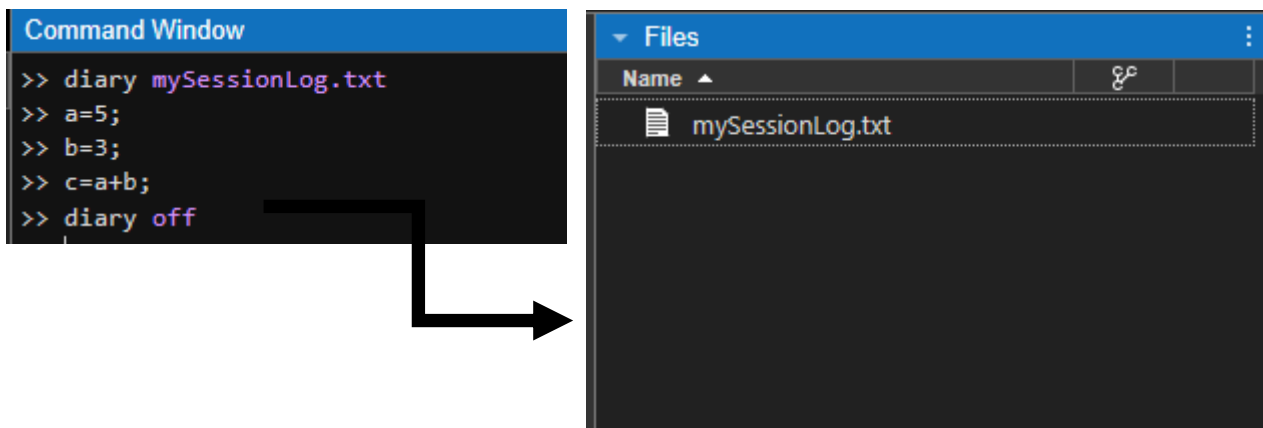 Command Window
>> diary mySessionLog.txt
>> a=5;
>> b=3;
>> c=a+b;
>> diary off
Files
Name
mySessionLog.txt